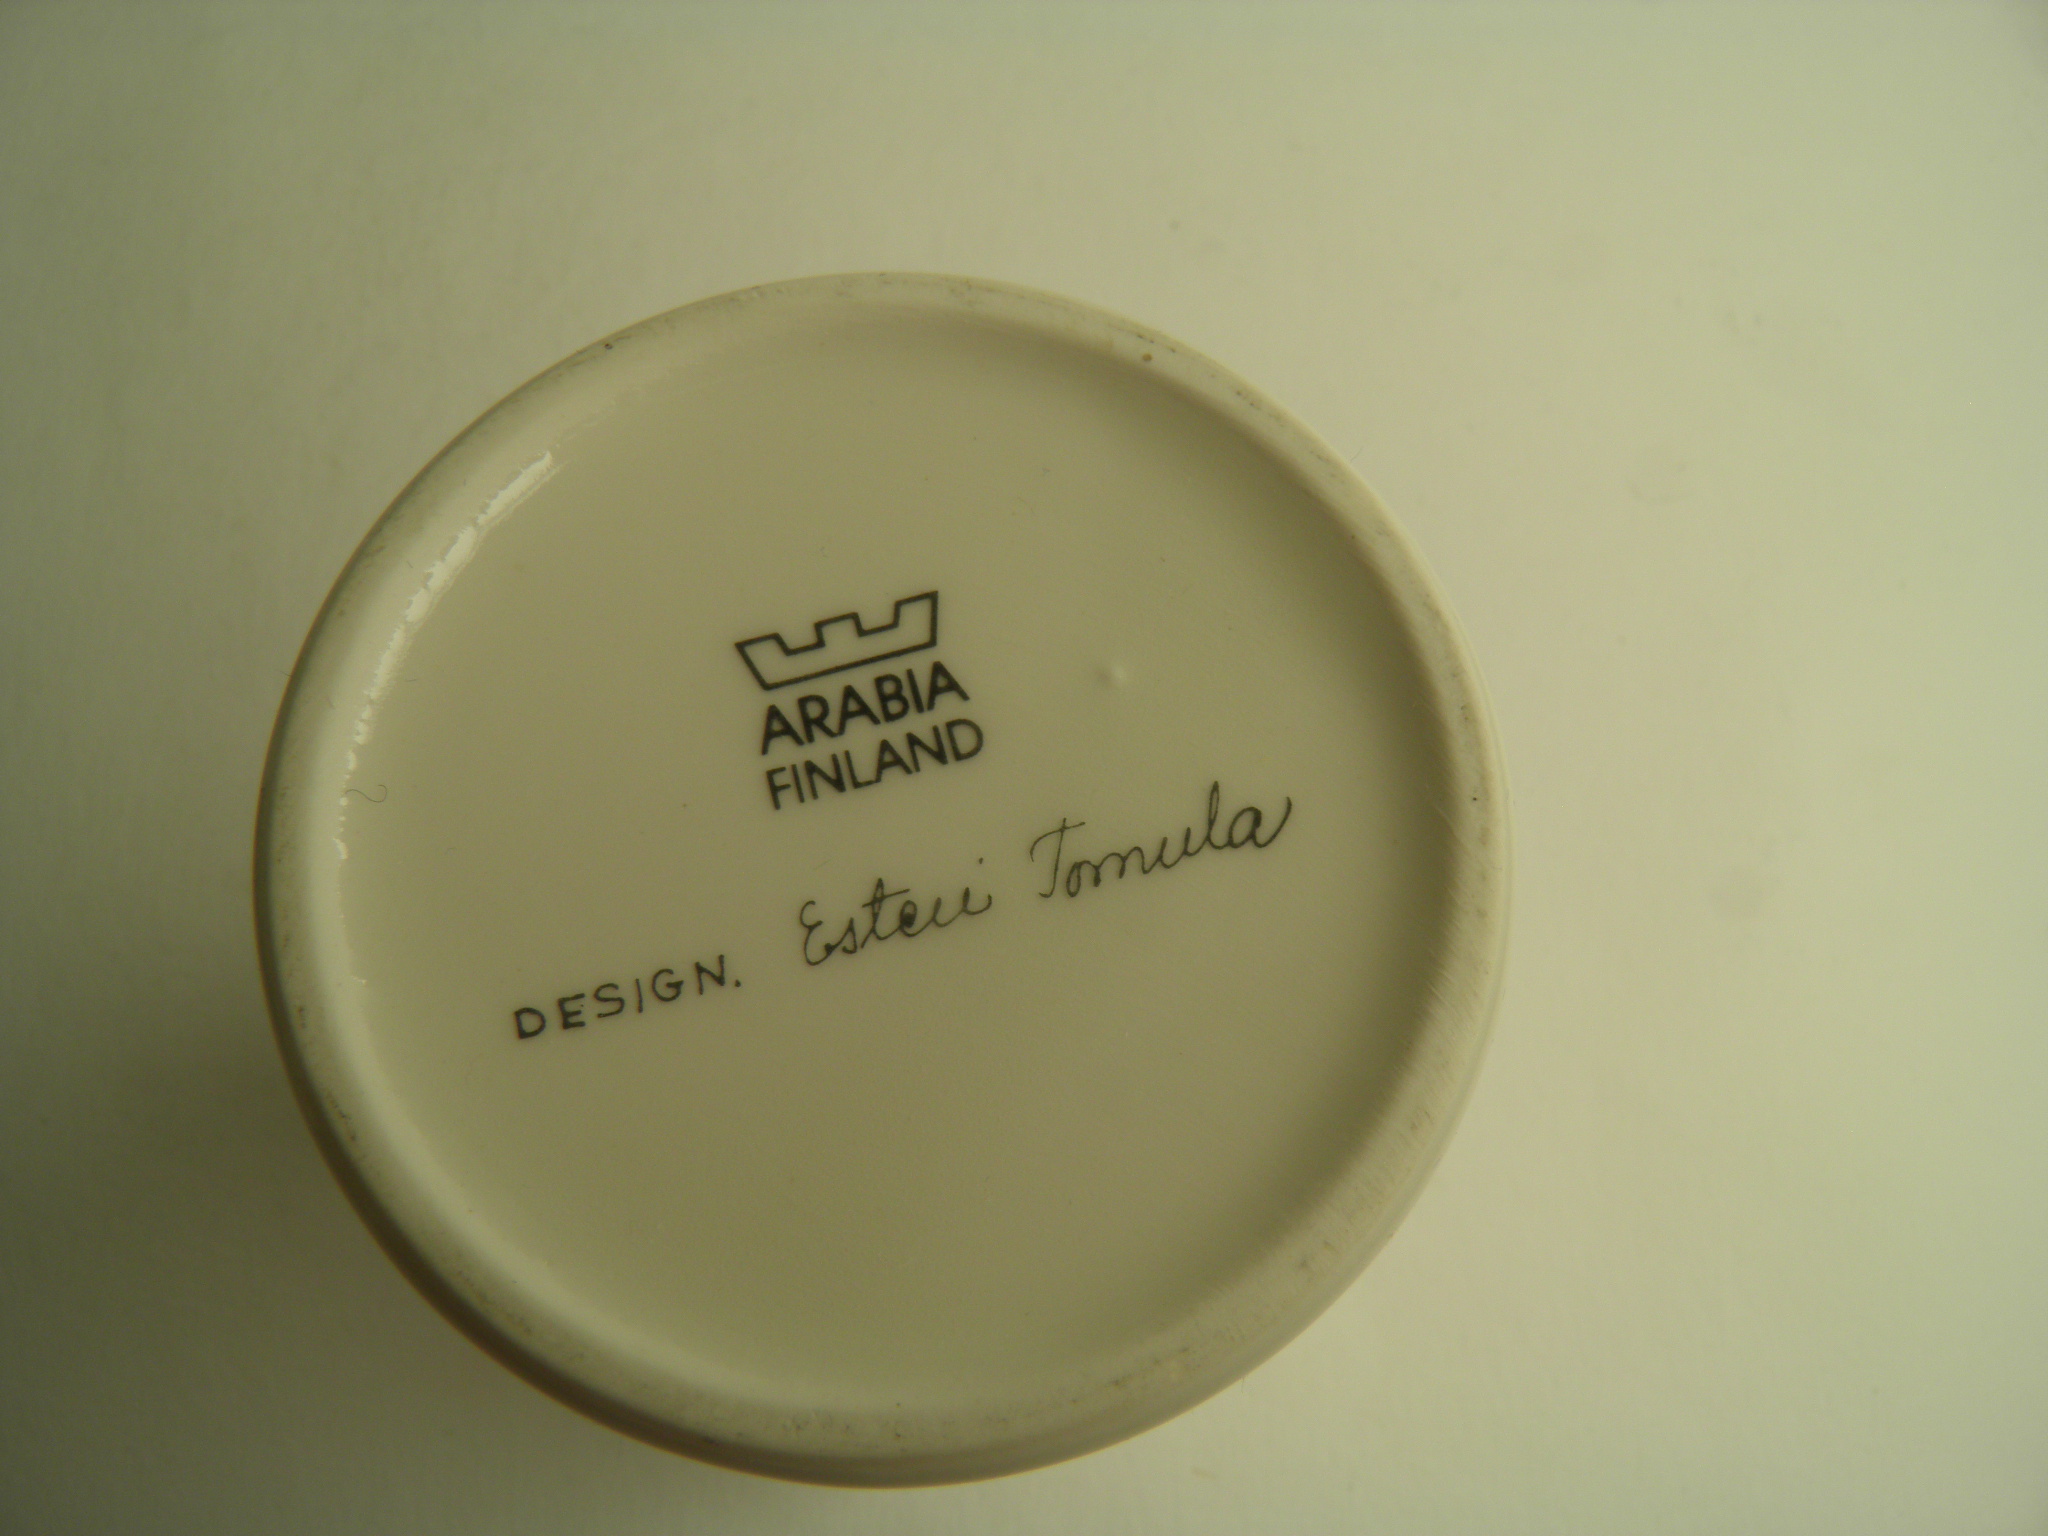 ARABIA
FINLAND
DESIGN. Esteri Tomula